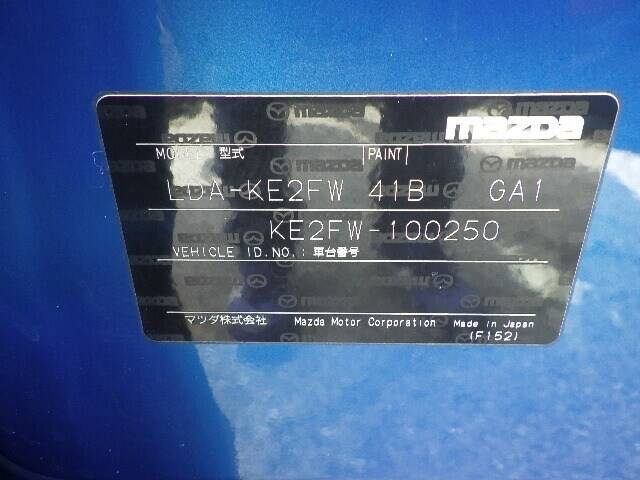 mazda
MODEL 型式 PAINT
LDA-KE2FW 41B GA1
KE2FW-100250
VEHICLE ID.NO.:車台番号
マツダ株式会社 Mazda Motor Corporation Made in Japan
(F152)